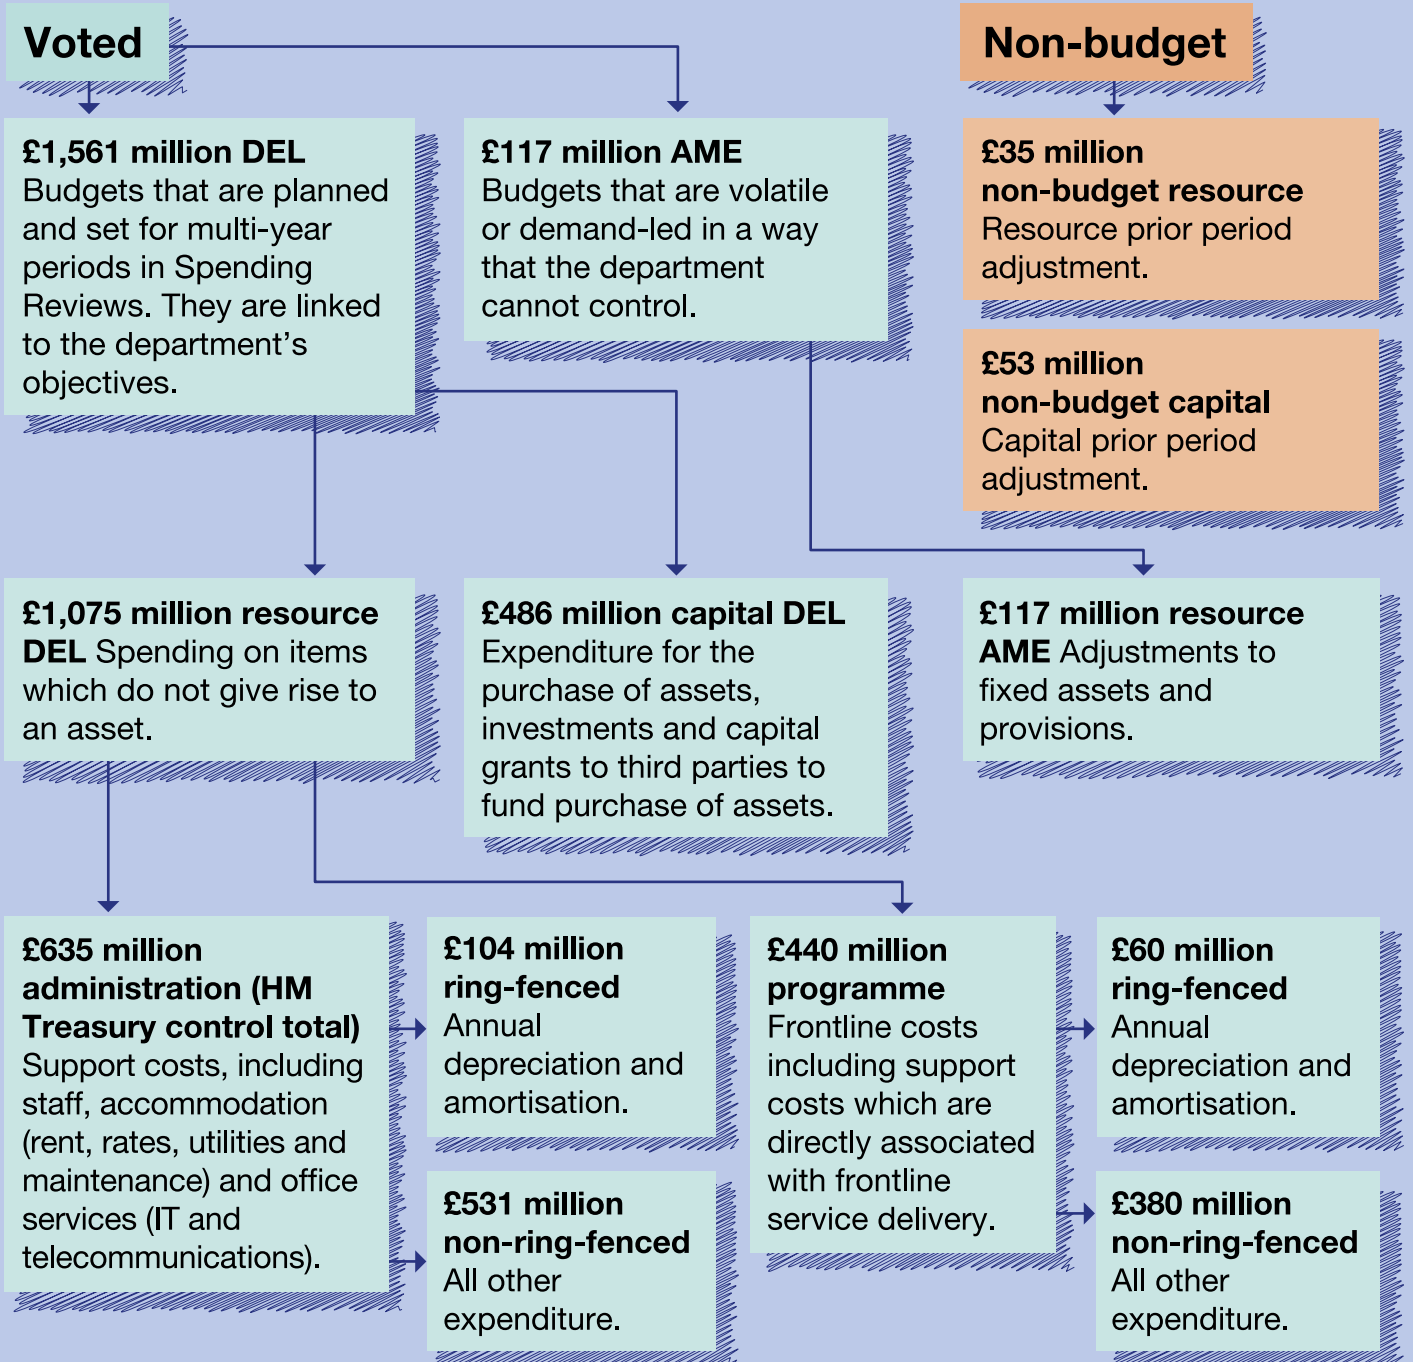 Voted
Non-budget
£1,561 million DEL
Budgets that are planned
and set for multi-year
periods in Spending
Reviews. They are linked
to the department's
objectives.
£117 million AME
Budgets that are volatile
or demand-led in a way
that the department
cannot control.
£35 million
non-budget resource
Resource prior period
adjustment.
£53 million
non-budget capital
Capital prior period
adjustment.
£1,075 million resource
DEL Spending on items
which do not give rise to
an asset.
£486 million capital DEL
Expenditure for the
purchase of assets,
investments and capital
grants to third parties to
fund purchase of assets.
£117 million resource
AME Adjustments to
fixed assets and
provisions.
£635 million
administration (HM
Treasury control total)
Support costs, including
staff, accommodation
(rent, rates, utilities and
maintenance) and office
services (IT and
telecommunications).
£104 million
ring-fenced
Annual
depreciation and
amortisation.
£531 million
non-ring-fenced
All other
expenditure.
£440 million
programme
Frontline costs
including support
costs which are
directly associated
with frontline
service delivery.
£60 million
ring-fenced
Annual
depreciation and
amortisation.
£380 million
non-ring-fenced
All other
expenditure.